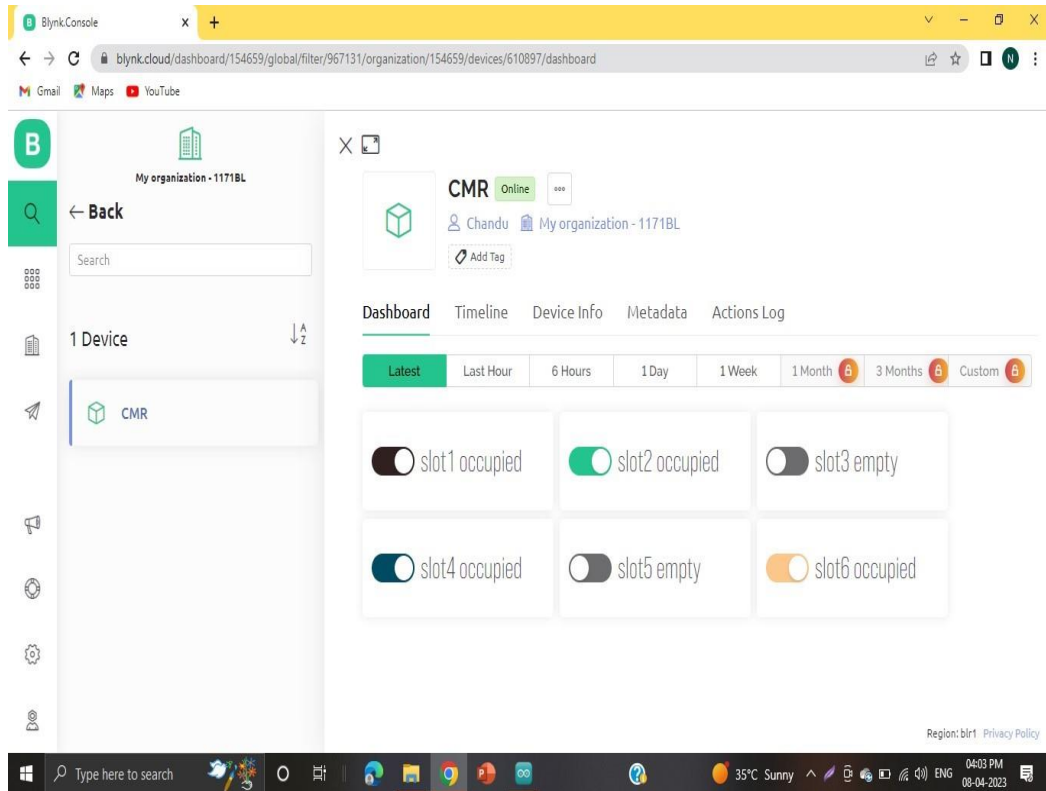 B Blynk.Console
blynk.cloud/dashboard/154659/global/filter/967131/organization/154659/devices/610897/dashboard
N
Gmail Maps YouTube
B
My organization - 1171BL
Back
Search
1 Device
A
Z
CMR
CMR Online
Chandu My organization - 1171BL
Add Tag
Dashboard Timeline Device Info Metadata Actions Log
Latest Last Hour 6 Hours 1 Day 1 Week 1 Month 3 Months Custom
slot1 occupied slot2 occupied slot3 empty
slot4 occupied slot5 empty slot6 occupied
Region: blr1 Privacy Policy
Type here to search 35°C Sunny ENG 04:03 PM
08-04-2023